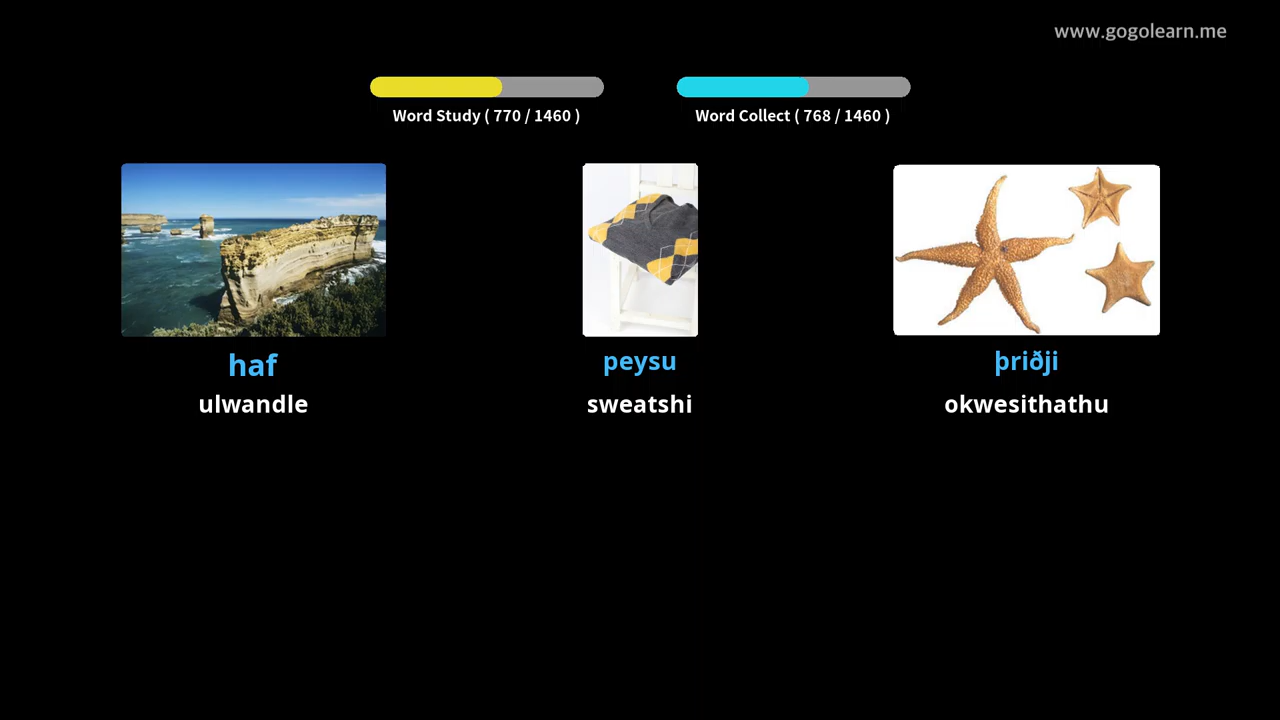 www.gogolearn.me
Word Study ( 770 / 1460 )
Word Collect ( 768 / 1460 )
haf
peysu
þriðji
ulwandle
sweatshi
okwesithathu